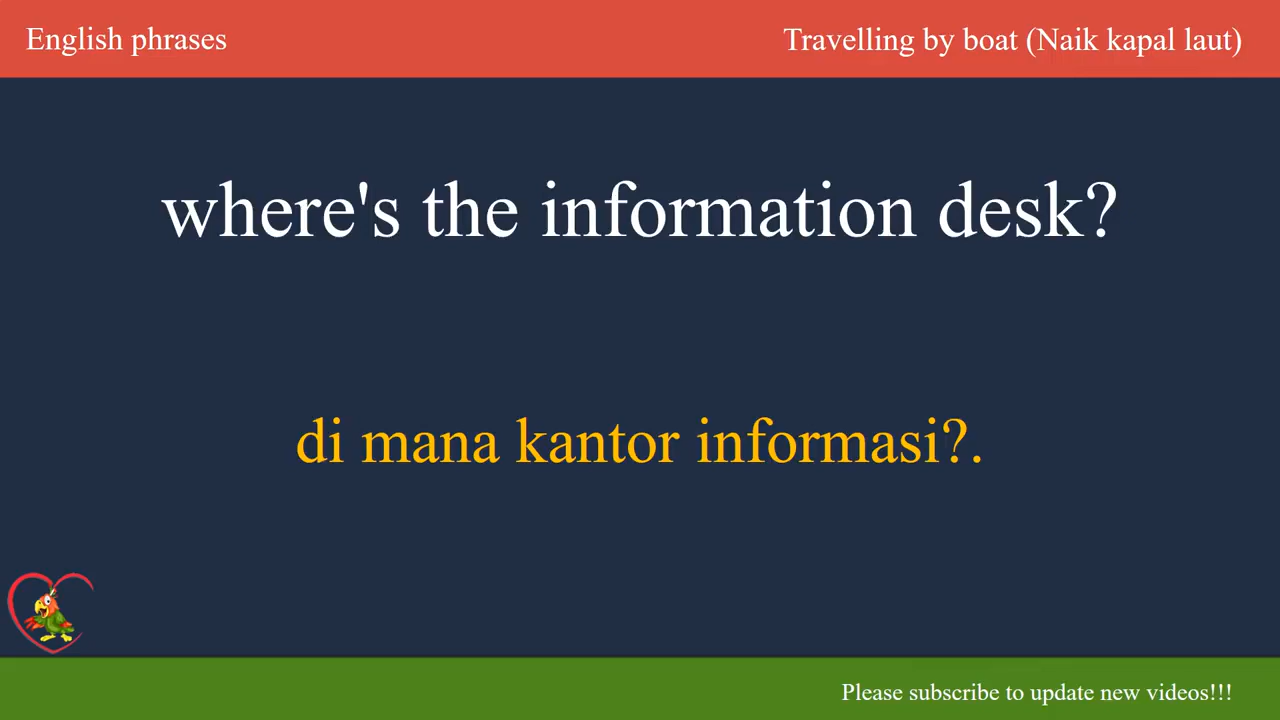 English phrases
Travelling by boat (Naik kapal laut)
where's the information desk?
di mana kantor informasi?.
Please subscribe to update new videos!!!